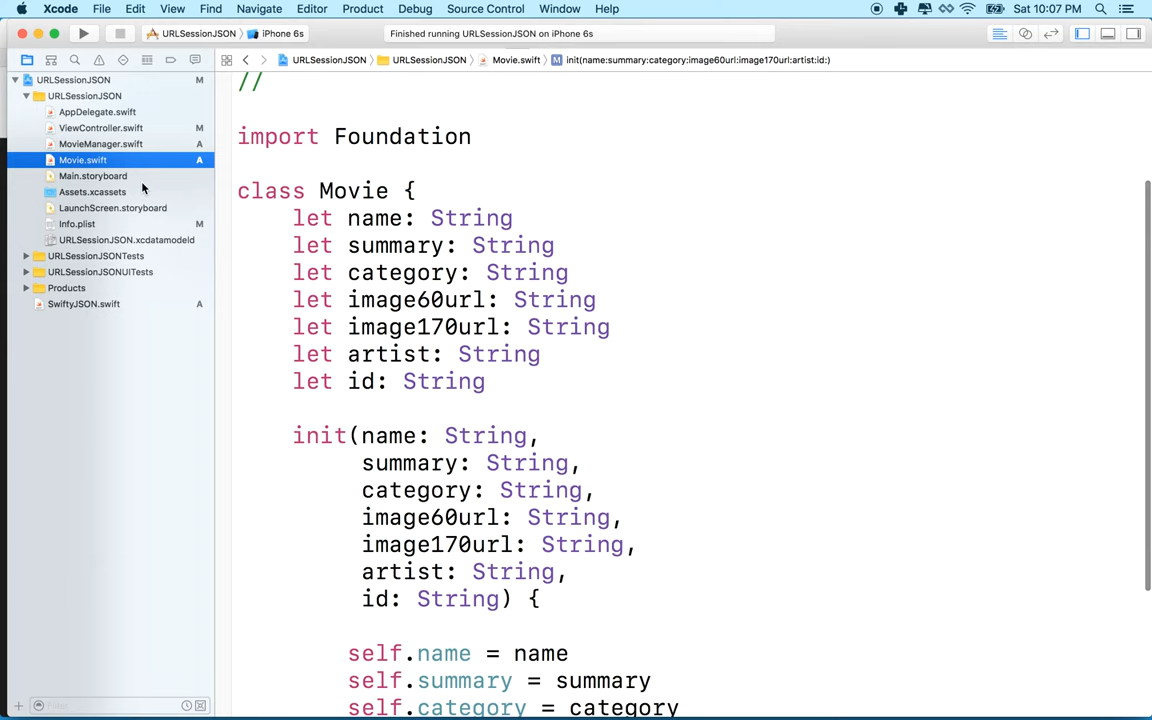 Xcode File Edit View Find Navigate Editor Product Debug Source Control Window Help Sat 10:07 PM
URLSessionJSON iPhone 6s Finished running URLSessionJSON on iPhone 6s
URLSessionJSON URLSessionJSON Movie.swift M init(name:summary:category:image60url:image170url:artist:id:)
URLSessionJSON M
URLSessionJSON
AppDelegate.swift
ViewController.swift M
MovieManager.swift A
Movie.swift A
Main.storyboard
Assets.xcassets
LaunchScreen.storyboard
Info.plist M
URLSessionJSON.xcdatamodeld
URLSessionJSONTests
URLSessionJSONUITests
Products
SwiftyJSON.swift A
Filter
//
import Foundation
class Movie {
let name: String
let summary: String
let category: String
let image60url: String
let image170url: String
let artist: String
let id: String
init(name: String,
summary: String,
category: String,
image60url: String,
image170url: String,
artist: String,
id: String) {
self.name = name
self.summary = summary
self.category = category